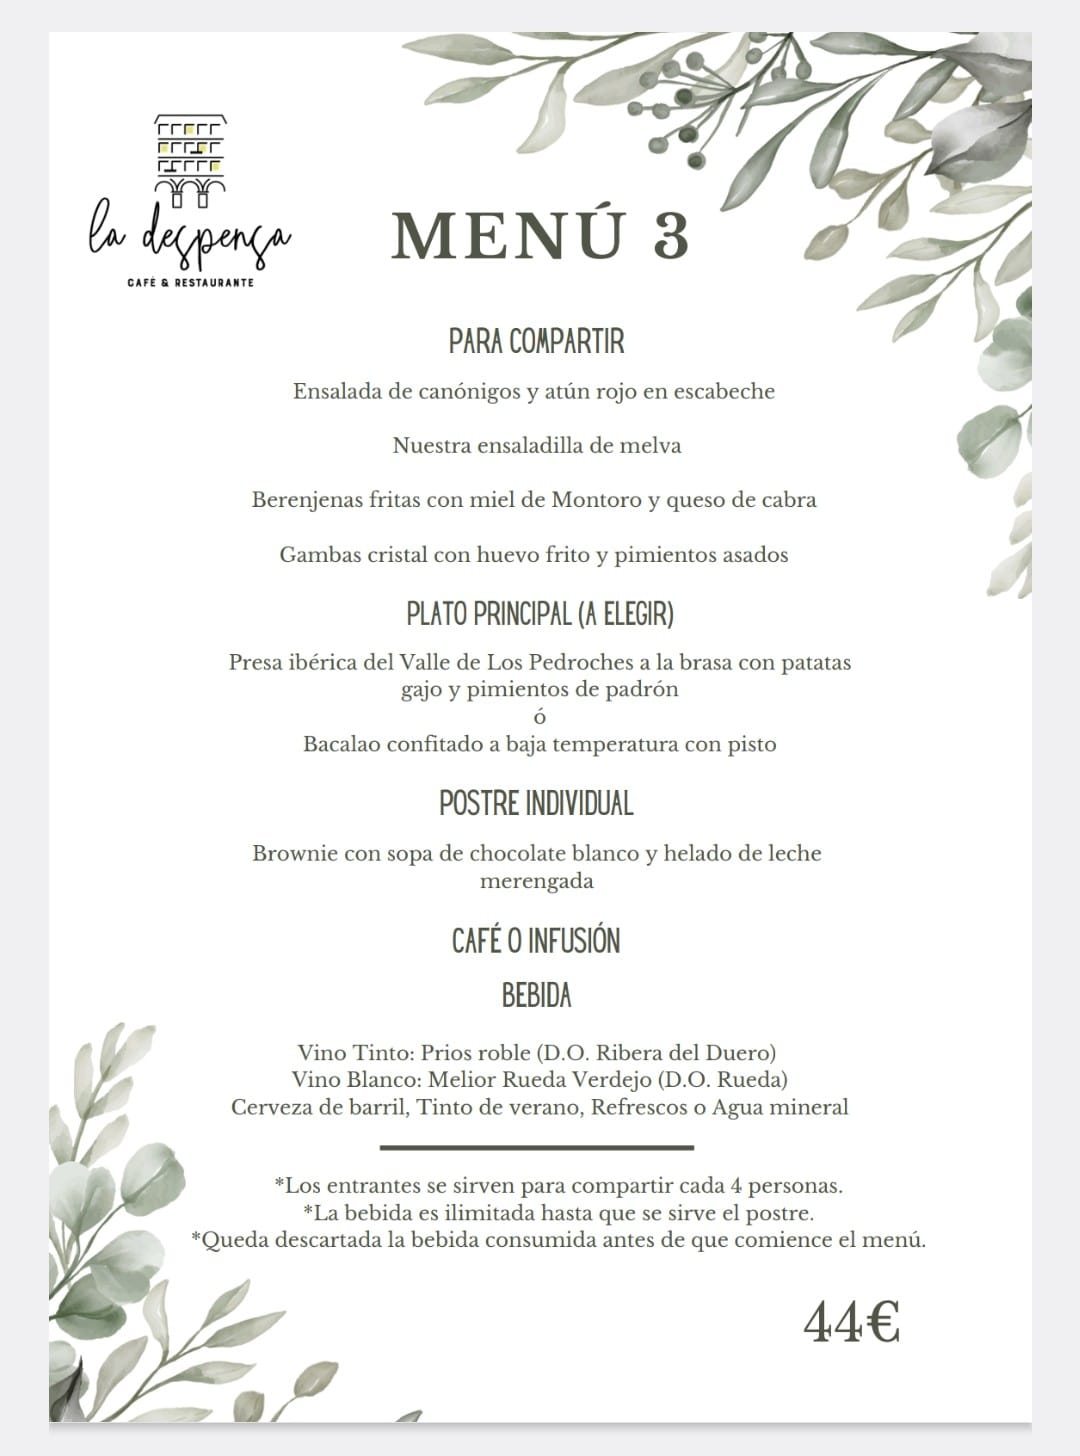 la despensa
CAFÉ & RESTAURANTE
MENÚ 3
PARA COMPARTIR
Ensalada de canónigos y atún rojo en escabeche
Nuestra ensaladilla de melva
Berenjenas fritas con miel de Montoro y queso de cabra
Gambas cristal con huevo frito y pimientos asados
PLATO PRINCIPAL (A ELEGIR)
Presa ibérica del Valle de Los Pedroches a la brasa con patatas
gajo y pimientos de padrón
ó
Bacalao confitado a baja temperatura con pisto
POSTRE INDIVIDUAL
Brownie con sopa de chocolate blanco y helado de leche
merengada
CAFÉ O INFUSIÓN
BEBIDA
Vino Tinto: Prios roble (D.O. Ribera del Duero)
Vino Blanco: Melior Rueda Verdejo (D.O. Rueda)
Cerveza de barril, Tinto de verano, Refrescos o Agua mineral
*Los entrantes se sirven para compartir cada 4 personas.
*La bebida es ilimitada hasta que se sirve el postre.
*Queda descartada la bebida consumida antes de que comience el menú.
44€